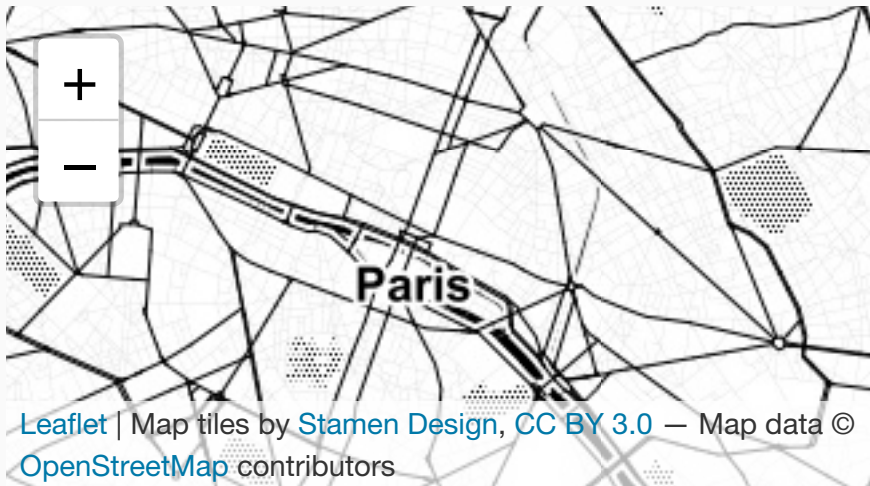 +
−
Paris
Leaflet | Map tiles by Stamen Design, CC BY 3.0 — Map data ©
OpenStreetMap contributors